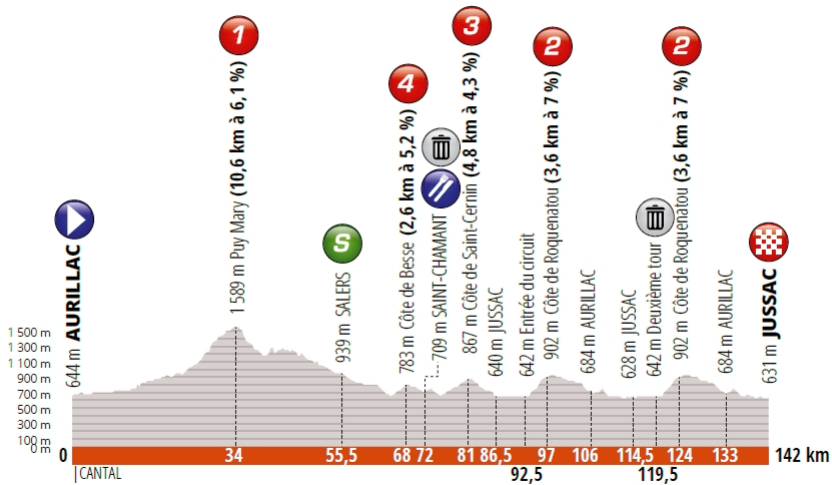 1
3
2
2
4
S
644 m AURILLAC
1 589 m Puy Mary (10,6 km à 6,1 %)
939 m SALERS
783 m Côte de Besse (2,6 km à 5,2 %)
709 m SAINT-CHAMANT
867 m Côte de Saint-Cernin (4,8 km à 4,3 %)
640 m JUSSAC
642 m Entrée du circuit
902 m Côte de Roquenatou (3,6 km à 7 %)
684 m AURILLAC
628 m JUSSAC
642 m Deuxième tour
902 m Côte de Roquenatou (3,6 km à 7 %)
684 m AURILLAC
631 m JUSSAC
1 500 m
1 300 m
1 100 m
900 m
700 m
500 m
300 m
100 m
0 m
0 34 55,5 68 72 81 86,5 97 106 114,5 124 133 142 km
92,5 119,5
CANTAL